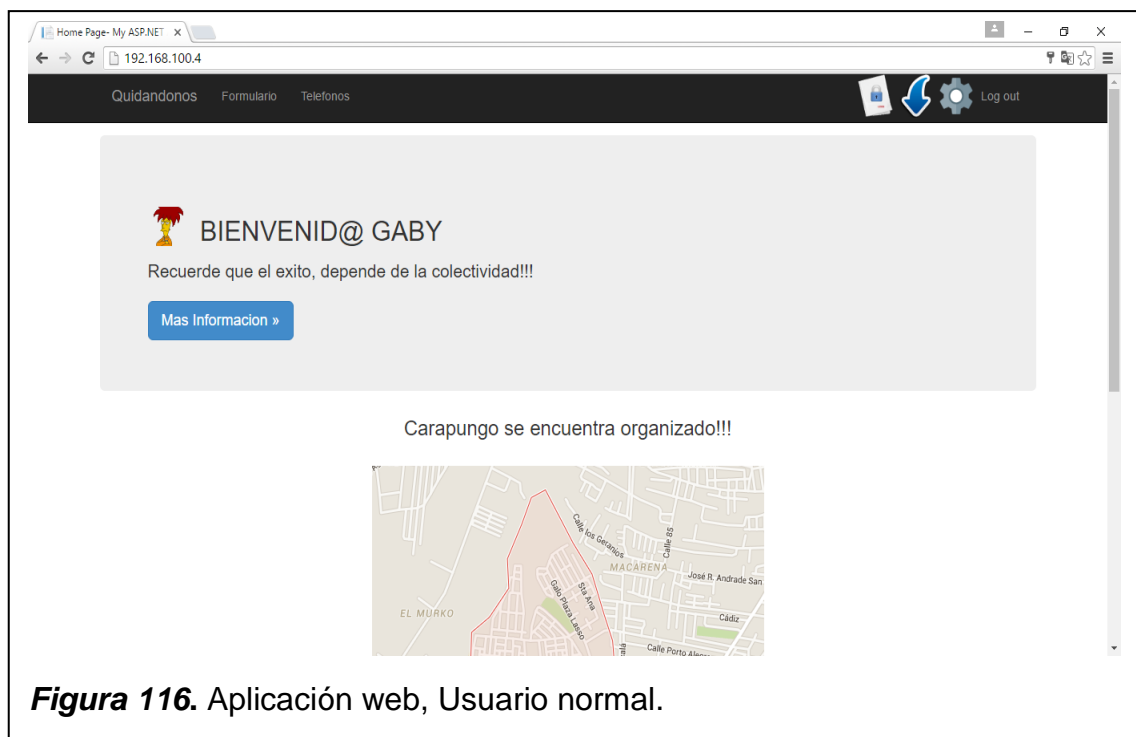 Home Page- My ASP.NET
192.168.100.4
Quidandonos Formulario Telefonos Log out
BIENVENID@ GABY
Recuerde que el exito, depende de la colectividad!!!
Mas Informacion »
Carapungo se encuentra organizado!!!
Calle los Geranios
Calle 85
MACARENA
José R. Andrade San
Sta Ana
Galo Plaza Lasso
EL MURKO
Cádiz
Calle Porto
Figura 116. Aplicación web, Usuario normal.